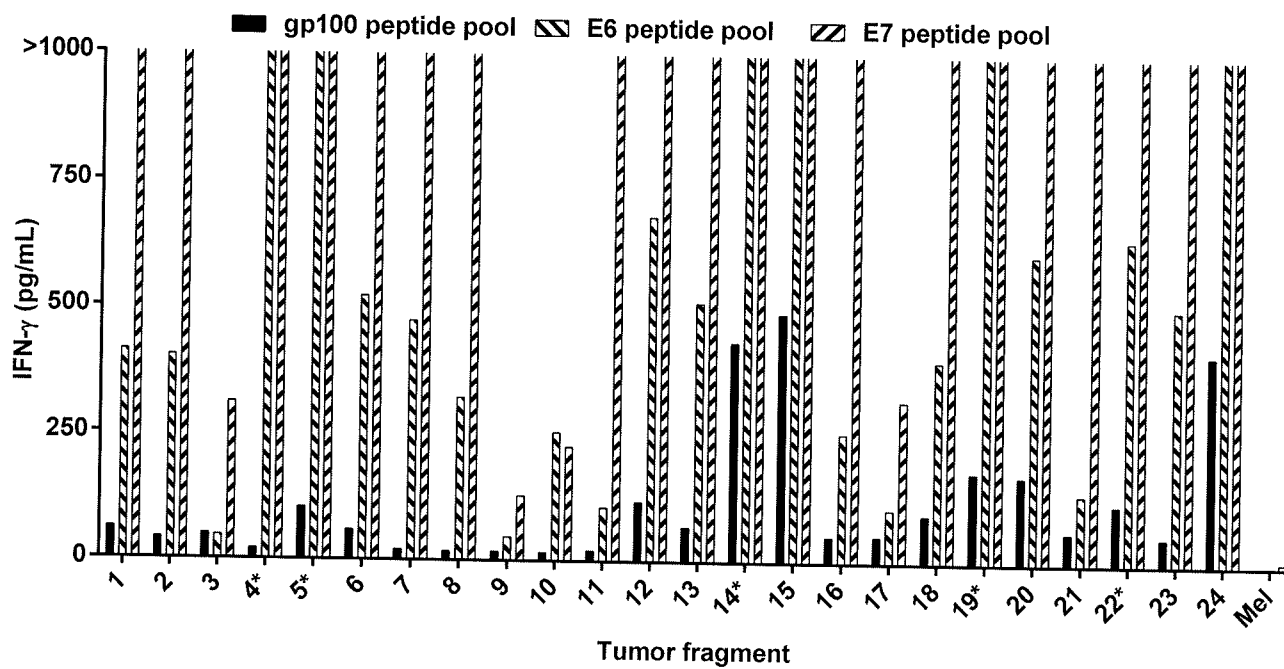 gp100 peptide pool E6 peptide pool E7 peptide pool
>1000
750
500
250
0
IFN-γ (pg/mL)
1 2 3 4* 5* 6 7 8 9 10 11 12 13 14* 15 16 17 18 19* 20 21 22* 23 24 Mel
Tumor fragment